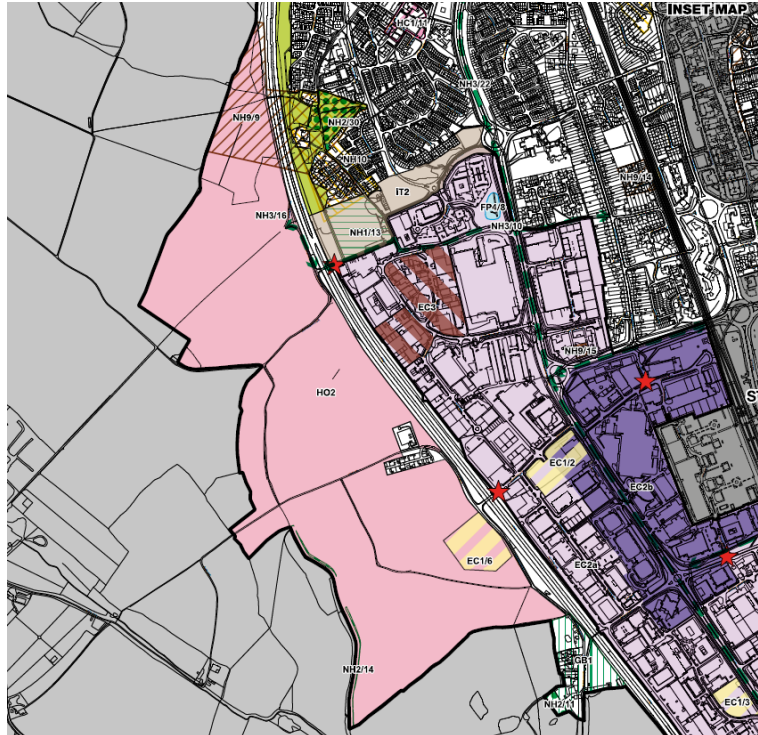 INSET MAP
HC1/11
NH3/22
NH9/9
NH2/30
NH10
NH9/14
IT2
FP4/8
NH3/16
NH1/13
NH3/10
EC3
NH9/15
HO2
ST
EC1/2
EC2b
EC1/6
EC2a
GB1
NH2/14
NH2/11
EC1/3